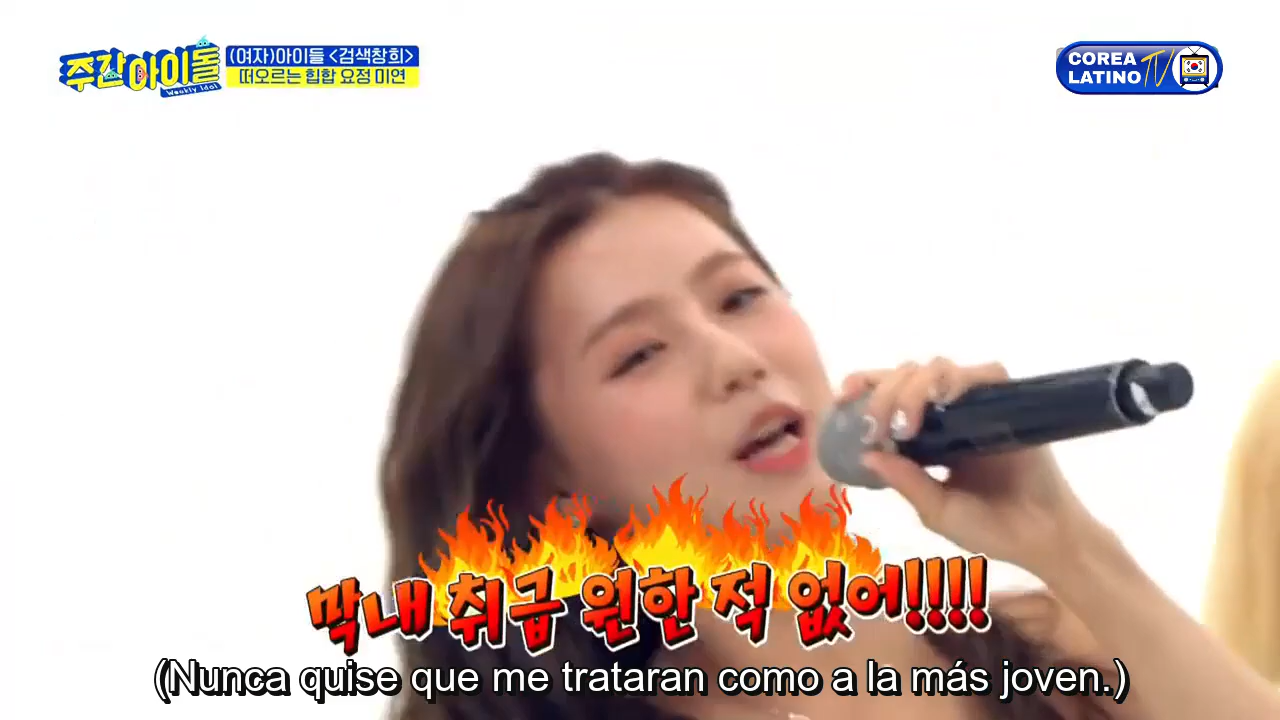 주간아이돌
Weekly Idol
(여자)아이들 <검색창희>
떠오르는 힙합 요정 미연
COREA
LATINO TV
막내 취급 원한 적 없어!!!!
(Nunca quise que me trataran como a la más joven.)